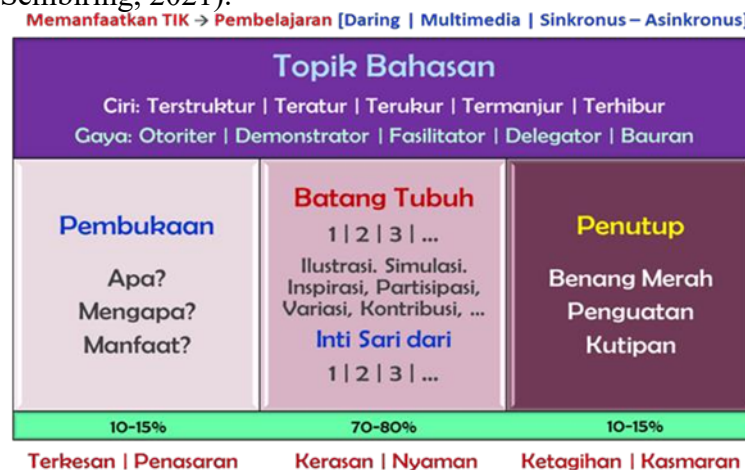 Sembiring, 2021).
Memanfaatkan TIK → Pembelajaran [Daring | Multimedia | Sinkronus – Asinkronus]
Topik Bahasan
Ciri: Terstruktur | Teratur | Terukur | Termanjur | Terhibur
Gaya: Otoriter | Demonstrator | Fasilitator | Delegator | Bauran
Pembukaan
Apa?
Mengapa?
Manfaat?
Batang Tubuh
1 | 2 | 3 | ...
Ilustrasi. Simulasi.
Inspirasi, Partisipasi,
Variasi, Kontribusi, ...
Inti Sari dari
1 | 2 | 3 | ...
Penutup
Benang Merah
Penguatan
Kutipan
10-15%
70-80%
10-15%
Terkesan | Penasaran
Kerasan | Nyaman
Ketagihan | Kasmaran